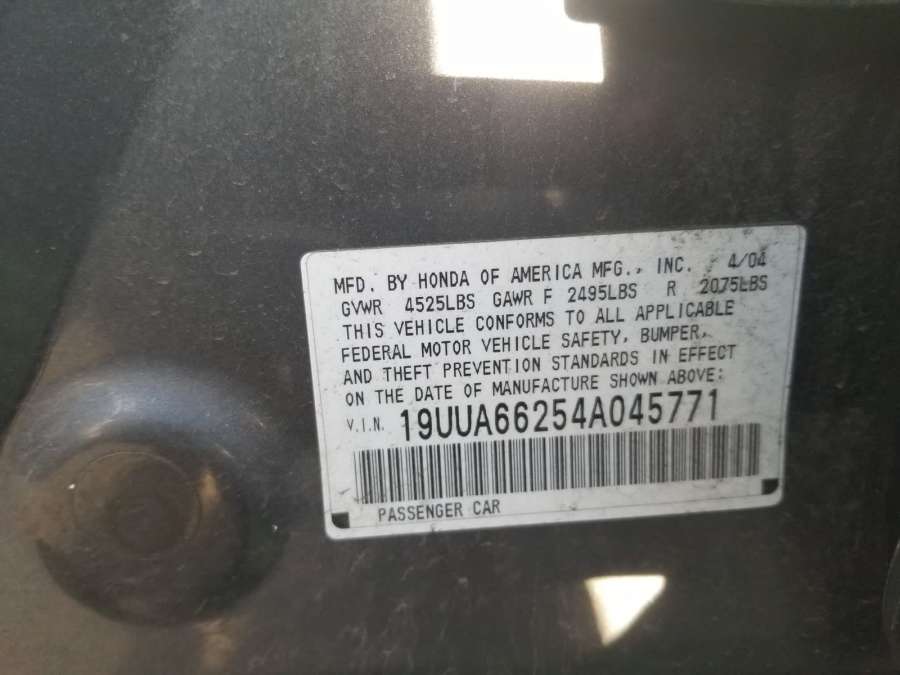 MFD. BY HONDA OF AMERICA MFG., INC. 4/04
GVWR 4525LBS GAWR F 2495LBS R 2075LBS
THIS VEHICLE CONFORMS TO ALL APPLICABLE
FEDERAL MOTOR VEHICLE SAFETY, BUMPER,
AND THEFT PREVENTION STANDARDS IN EFFECT
ON THE DATE OF MANUFACTURE SHOWN ABOVE:
V.I.N. 19UUA66254A045771
PASSENGER CAR